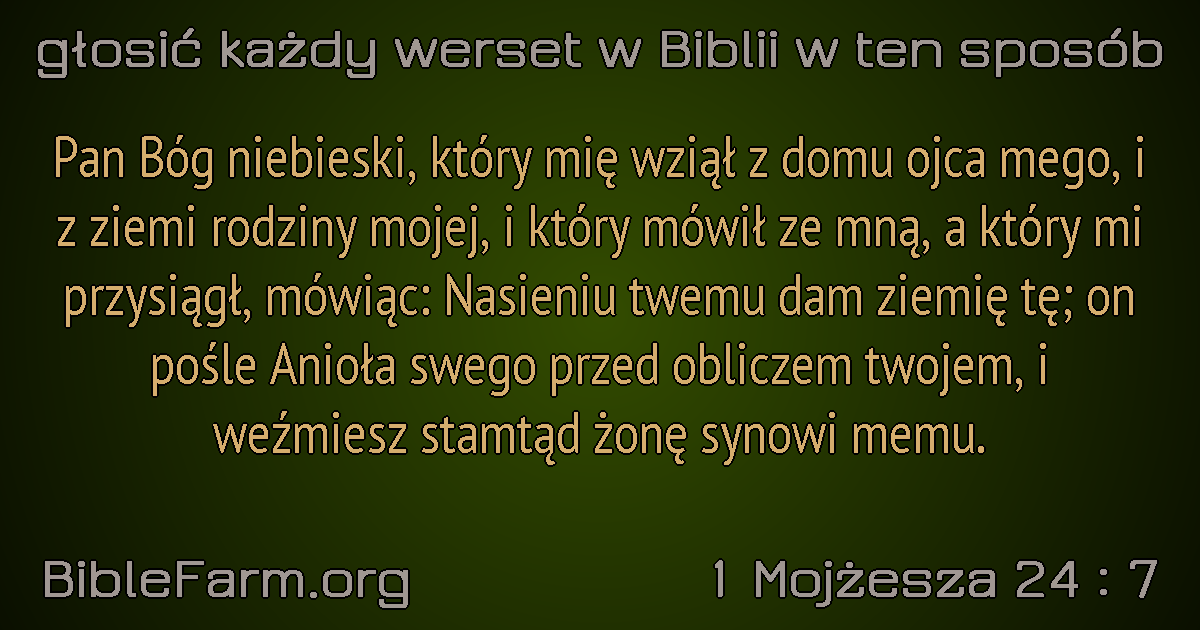 głosić każdy werset w Biblii w ten sposób
Pan Bóg niebieski, który mię wziął z domu ojca mego, i
z ziemi rodziny mojej, i który mówił ze mną, a który mi
przysiągł, mówiąc: Nasieniu twemu dam ziemię tę; on
pośle Anioła swego przed obliczem twojem, i
weźmiesz stamtąd żonę synowi memu.
BibleFarm.org
1 Mojżesza 24 : 7